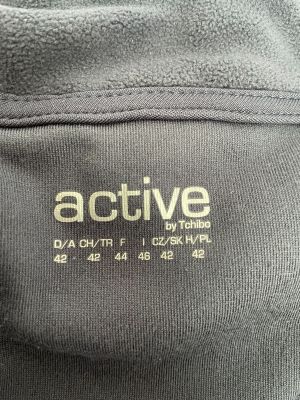 active
by Tchibo
D/A CH/TR F I CZ/SK H/PL
42 42 44 46 42 42